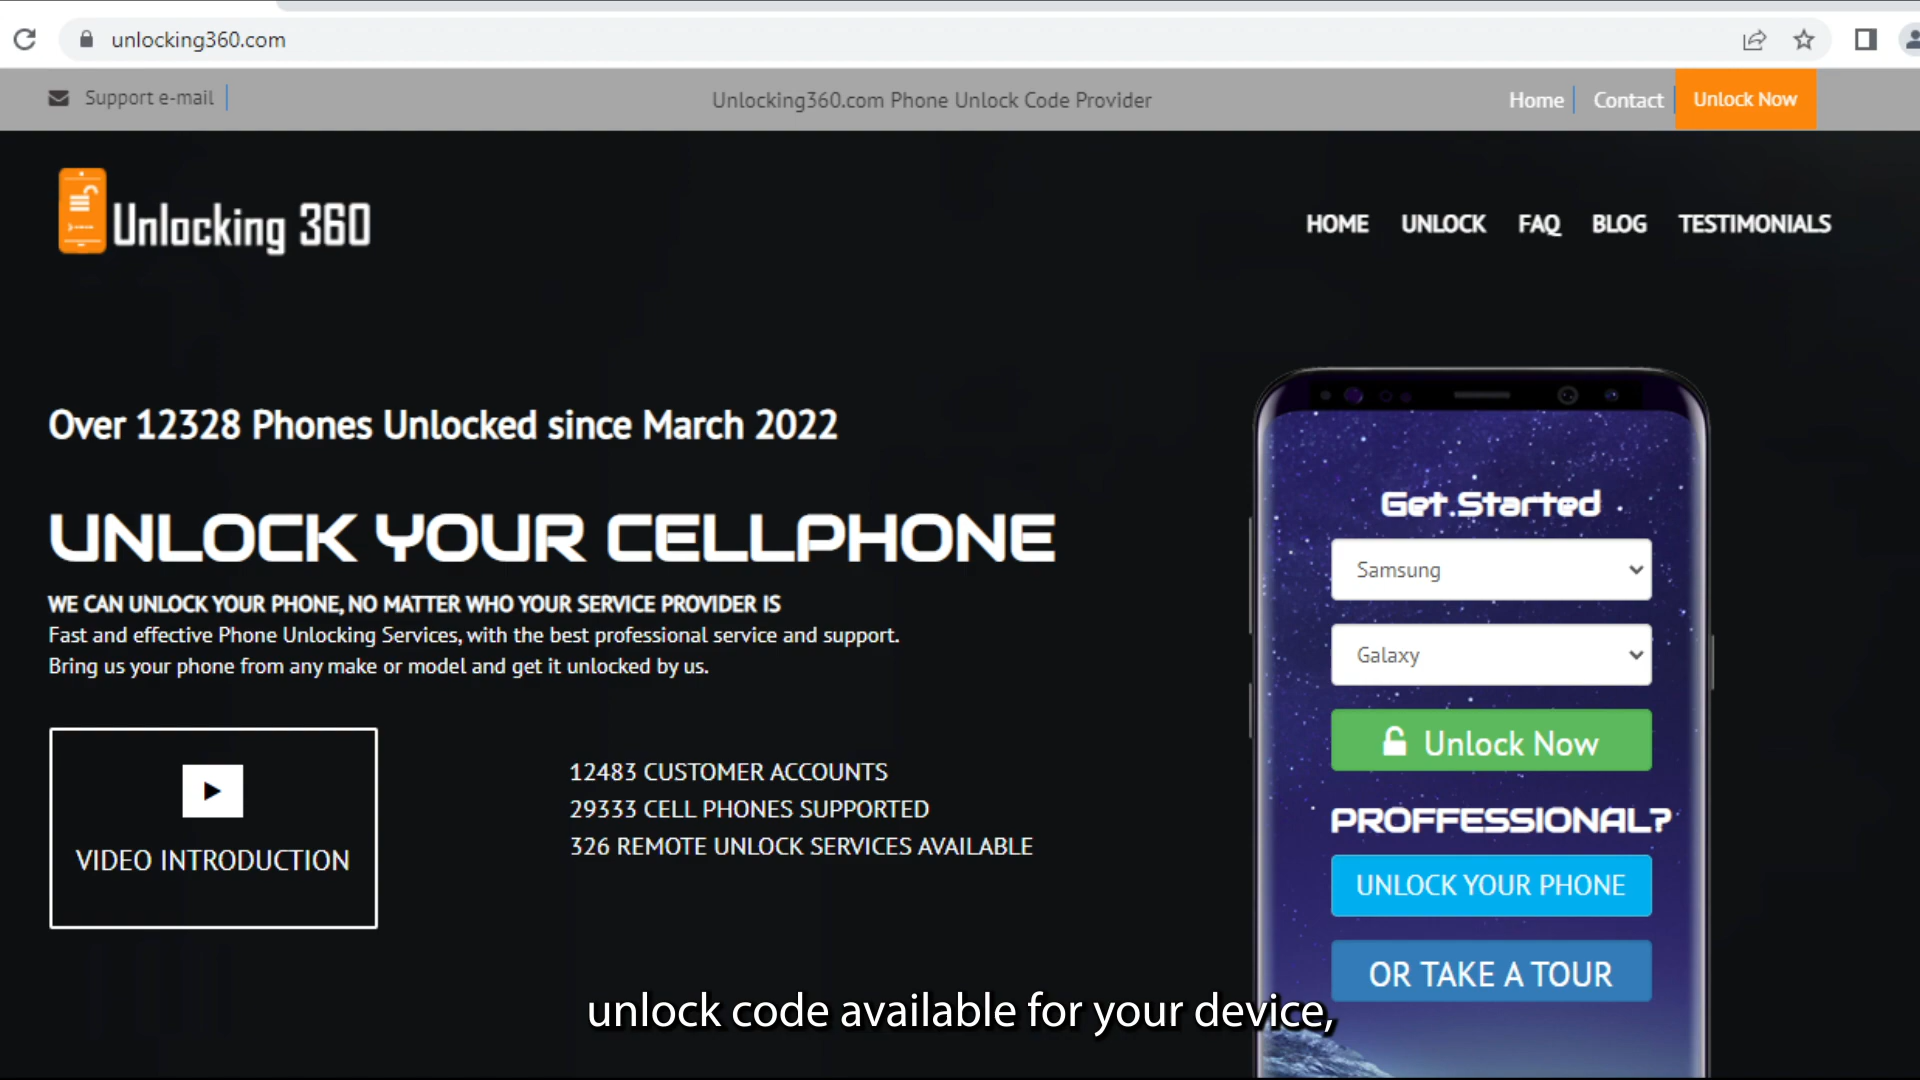 unlocking360.com
Support e-mail
Unlocking360.com Phone Unlock Code Provider
Home
Contact
Unlock Now
Unlocking 360
HOME
UNLOCK
FAQ
BLOG
TESTIMONIALS
Over 12328 Phones Unlocked since March 2022
UNLOCK YOUR CELLPHONE
WE CAN UNLOCK YOUR PHONE, NO MATTER WHO YOUR SERVICE PROVIDER IS
Fast and effective Phone Unlocking Services, with the best professional service and support.
Bring us your phone from any make or model and get it unlocked by us.
VIDEO INTRODUCTION
12483 CUSTOMER ACCOUNTS
29333 CELL PHONES SUPPORTED
326 REMOTE UNLOCK SERVICES AVAILABLE
Get Started
Samsung
Galaxy
Unlock Now
PROFFESSIONAL?
UNLOCK YOUR PHONE
OR TAKE A TOUR
unlock code available for your device,